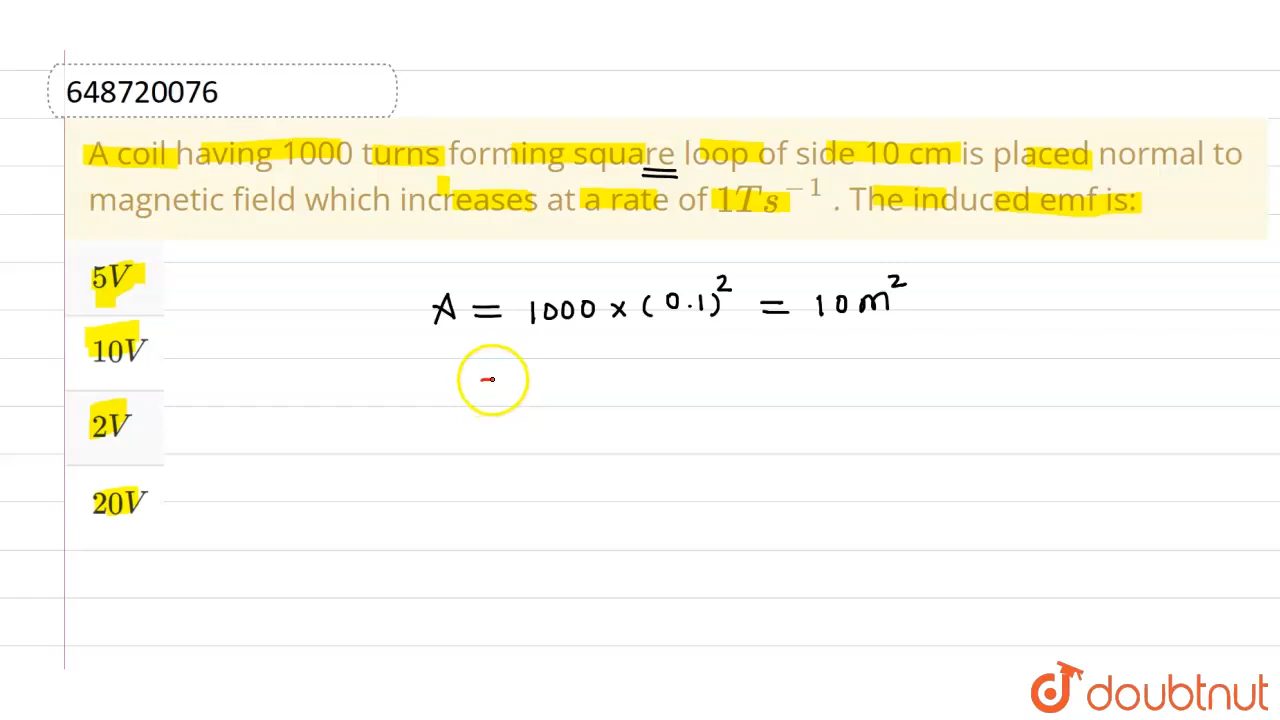 648720076
A coil having 1000 turns forming square loop of side 10 cm is placed normal to
magnetic field which increases at a rate of 1Ts⁻¹ . The induced emf is:
5V
A = 1000 × (0.1)² = 10 m²
10V
2V
20V
doubtnut